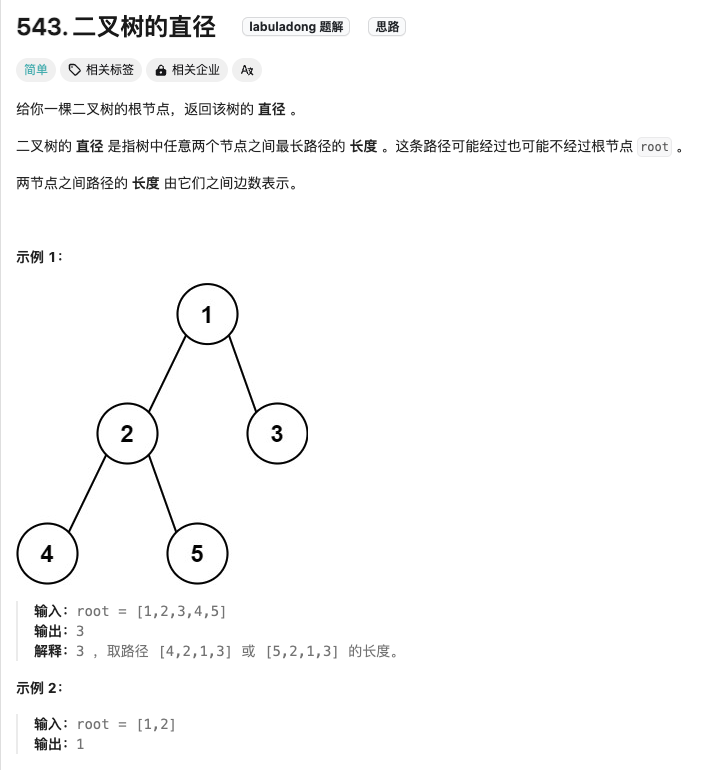 543. 二叉树的直径 labuladong 题解 思路
简单 相关标签 相关企业 A文
给你一棵二叉树的根节点，返回该树的 直径 。
二叉树的 直径 是指树中任意两个节点之间最长路径的 长度 。这条路径可能经过也可能不经过根节点 root 。
两节点之间路径的 长度 由它们之间边数表示。
示例 1：
1
2 3
4 5
输入：root = [1,2,3,4,5]
输出：3
解释：3 ，取路径 [4,2,1,3] 或 [5,2,1,3] 的长度。
示例 2：
输入：root = [1,2]
输出：1